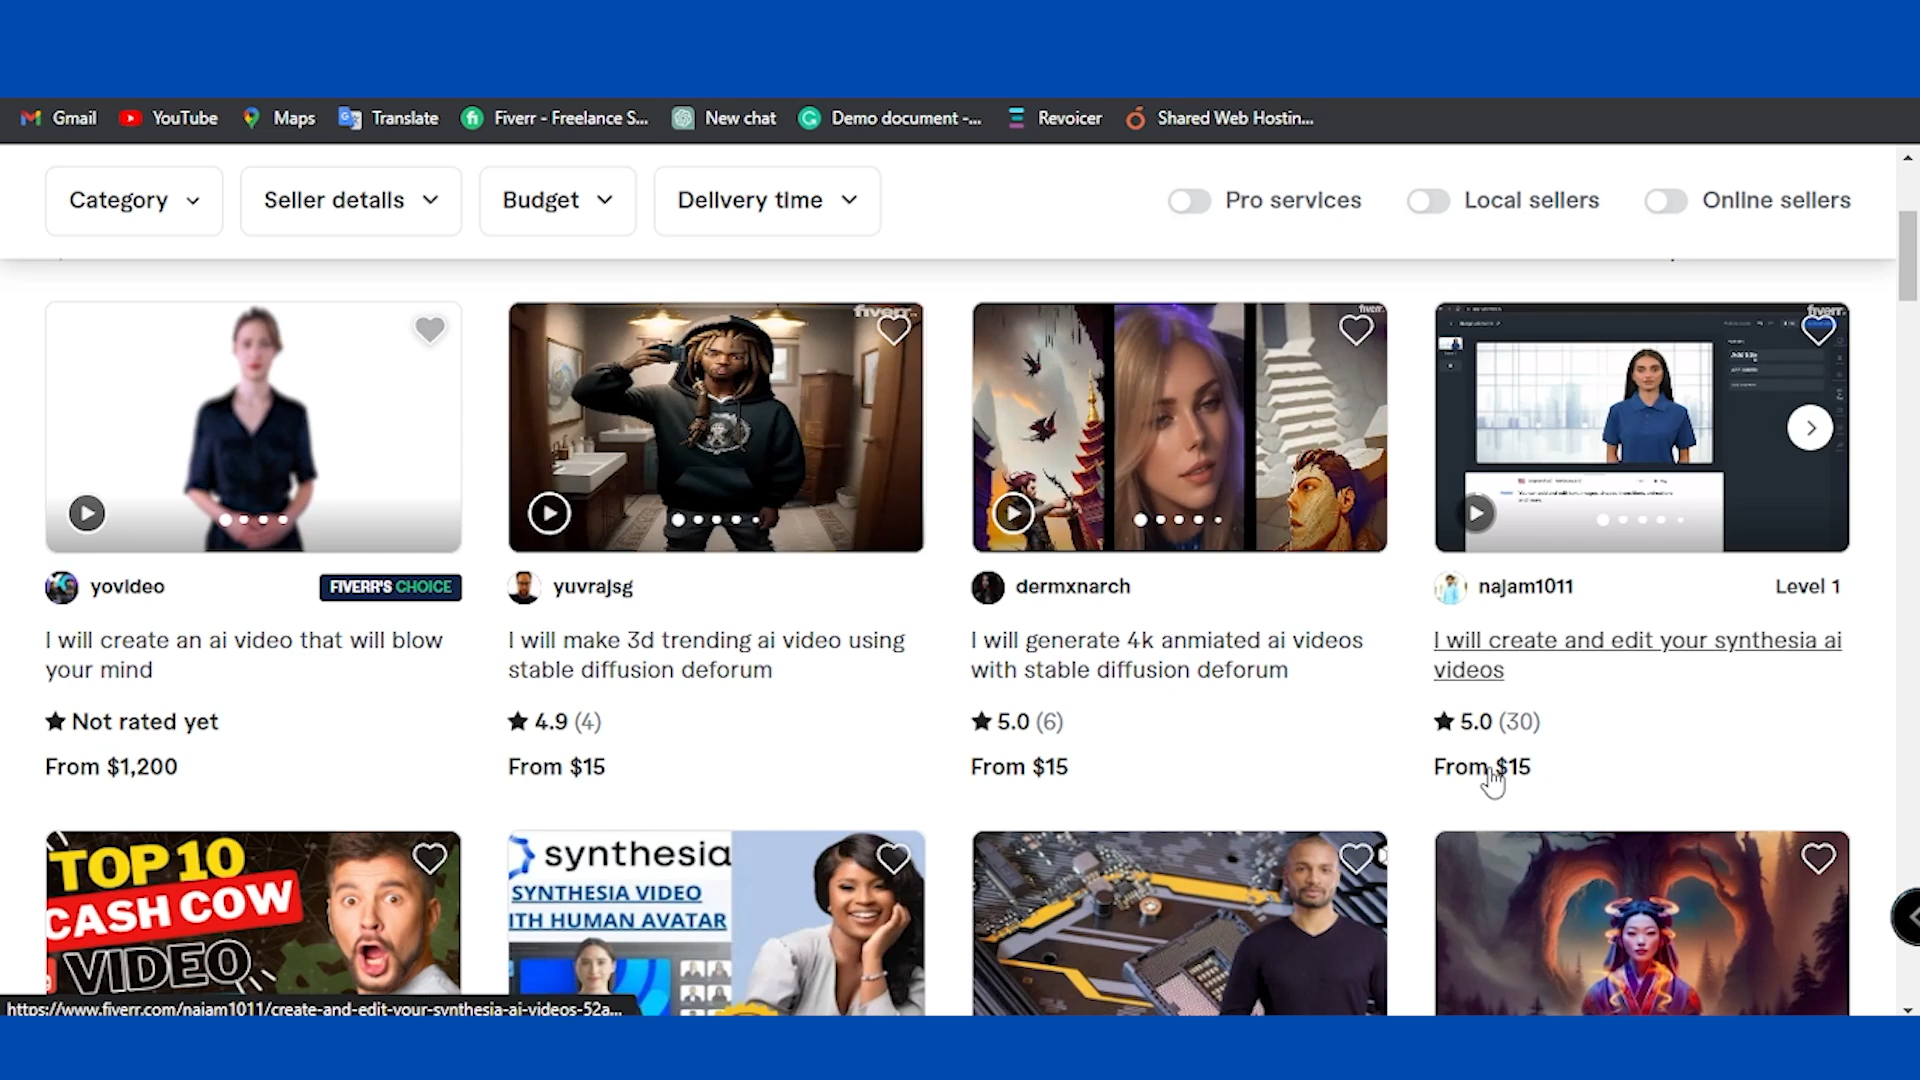 Gmail YouTube Maps Translate Fiverr - Freelance S... New chat Demo document -... Revoicer Shared Web Hostin...
Category Seller details Budget Delivery time Pro services Local sellers Online sellers
fiverr. fiverr. fiverr.
yovideo FIVERR'S CHOICE
I will create an ai video that will blow
your mind
Not rated yet
From $1,200
yuvrajsg
I will make 3d trending ai video using
stable diffusion deforum
4.9 (4)
From $15
dermxnarch
I will generate 4k anmiated ai videos
with stable diffusion deforum
5.0 (6)
From $15
najam1011 Level 1
I will create and edit your synthesia ai
videos
5.0 (30)
From $15
TOP 10
CASH COW
VIDEO
synthesia
SYNTHESIA VIDEO
ITH HUMAN AVATAR
https://www.fiverr.com/najam1011/create-and-edit-your-synthesia-ai-videos-52a...